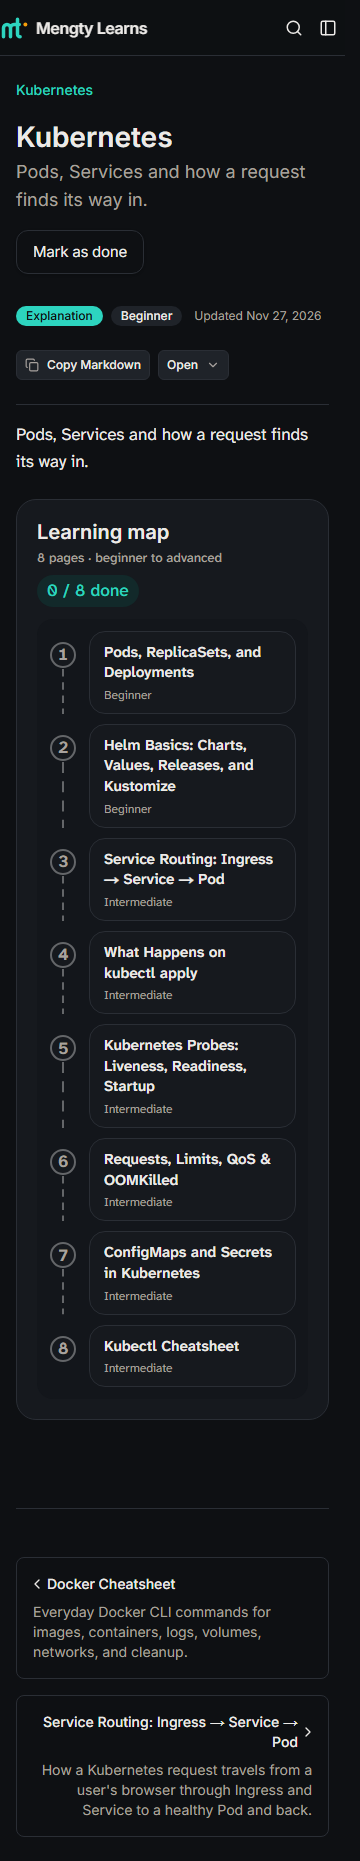 mt Mengty Learns
Kubernetes
Kubernetes
Pods, Services and how a request
finds its way in.
Mark as done
Explanation Beginner Updated Nov 27, 2026
Copy Markdown Open
Pods, Services and how a request finds
its way in.
Learning map
8 pages · beginner to advanced
0 / 8 done
1 Pods, ReplicaSets, and
Deployments
Beginner
2 Helm Basics: Charts,
Values, Releases, and
Kustomize
Beginner
3 Service Routing: Ingress
→ Service → Pod
Intermediate
4 What Happens on
kubectl apply
Intermediate
5 Kubernetes Probes:
Liveness, Readiness,
Startup
Intermediate
6 Requests, Limits, QoS &
OOMKilled
Intermediate
7 ConfigMaps and Secrets
in Kubernetes
Intermediate
8 Kubectl Cheatsheet
Intermediate
Docker Cheatsheet
Everyday Docker CLI commands for
images, containers, logs, volumes,
networks, and cleanup.
Service Routing: Ingress → Service →
Pod
How a Kubernetes request travels from a
user's browser through Ingress and
Service to a healthy Pod and back.